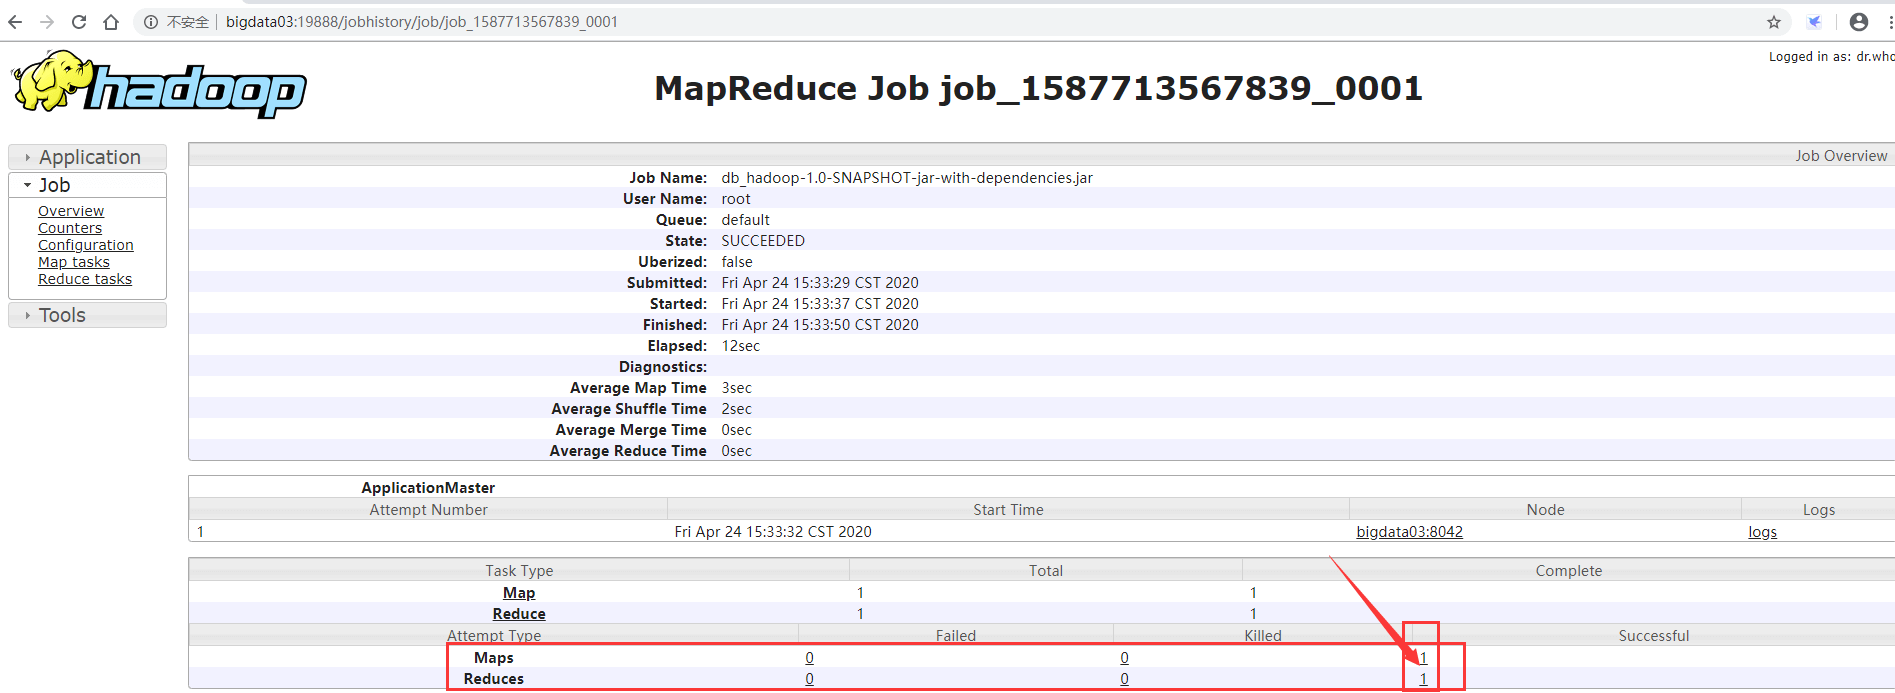 不安全 bigdata03:19888/jobhistory/job/job_1587713567839_0001
Logged in as: dr.who
hadoop
MapReduce Job job_1587713567839_0001
Application
Job
Overview
Counters
Configuration
Map tasks
Reduce tasks
Tools
Job Overview
Job Name: db_hadoop-1.0-SNAPSHOT-jar-with-dependencies.jar
User Name: root
Queue: default
State: SUCCEEDED
Uberized: false
Submitted: Fri Apr 24 15:33:29 CST 2020
Started: Fri Apr 24 15:33:37 CST 2020
Finished: Fri Apr 24 15:33:50 CST 2020
Elapsed: 12sec
Diagnostics:
Average Map Time 3sec
Average Shuffle Time 2sec
Average Merge Time 0sec
Average Reduce Time 0sec
ApplicationMaster
Attempt Number Start Time Node Logs
1 Fri Apr 24 15:33:32 CST 2020 bigdata03:8042 logs
Task Type Total Complete
Map 1 1
Reduce 1 1
Attempt Type Failed Killed Successful
Maps 0 0 1
Reduces 0 0 1